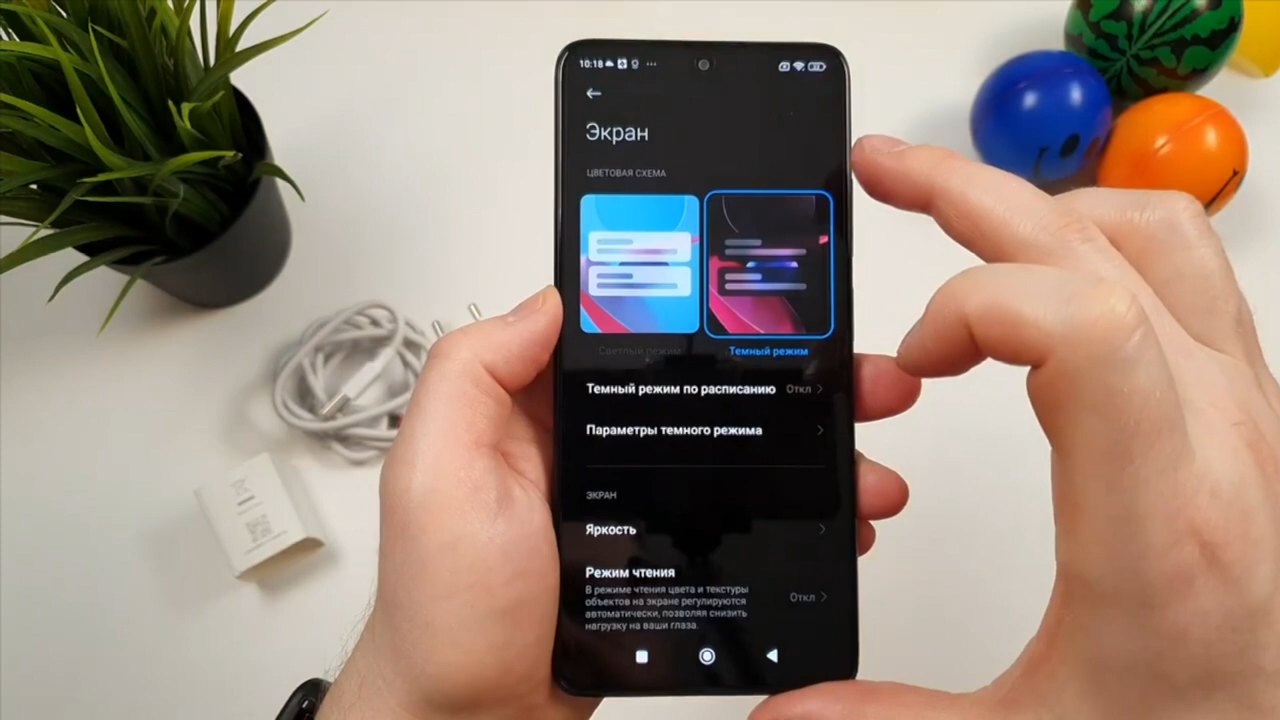 10:18
Экран
ЦВЕТОВАЯ СХЕМА
Светлый режим
Темный режим
Темный режим по расписанию Откл
Параметры темного режима
ЭКРАН
Яркость
Режим чтения
В режиме чтения цвета и текстуры
объектов на экране регулируются
автоматически, позволяя снизить
нагрузку на ваши глаза.
Откл